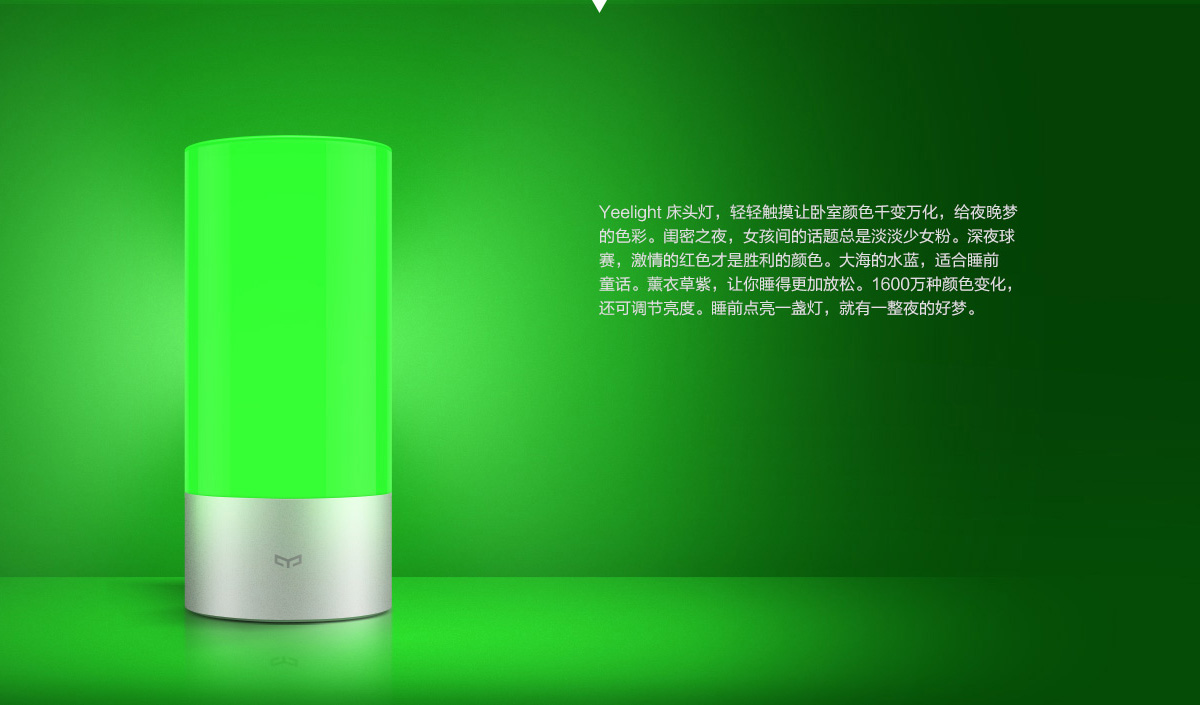 Yeelight 床头灯，轻轻触摸让卧室颜色千变万化，给夜晚梦
的色彩。闺密之夜，女孩间的话题总是淡淡少女粉。深夜球
赛，激情的红色才是胜利的颜色。大海的水蓝，适合睡前
童话。薰衣草紫，让你睡得更加放松。1600万种颜色变化，
还可调节亮度。睡前点亮一盏灯，就有一整夜的好梦。